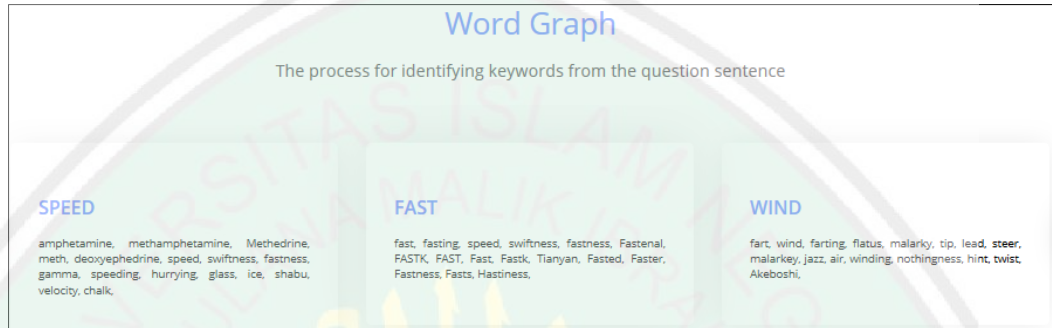 Word Graph
The process for identifying keywords from the question sentence
SPEED
amphetamine, methamphetamine, Methedrine,
meth, deoxyephedrine, speed, swiftness, fastness,
gamma, speeding, hurrying, glass, ice, shabu,
velocity, chalk,
FAST
fast, fasting, speed, swiftness, fastness, Fastenal,
FASTK, FAST, Fast, Fastk, Tianyan, Fasted, Faster,
Fastness, Fasts, Hastiness,
WIND
fart, wind, farting, flatus, malarky, tip, lead, steer,
malarkey, jazz, air, winding, nothingness, hint, twist,
Akeboshi,